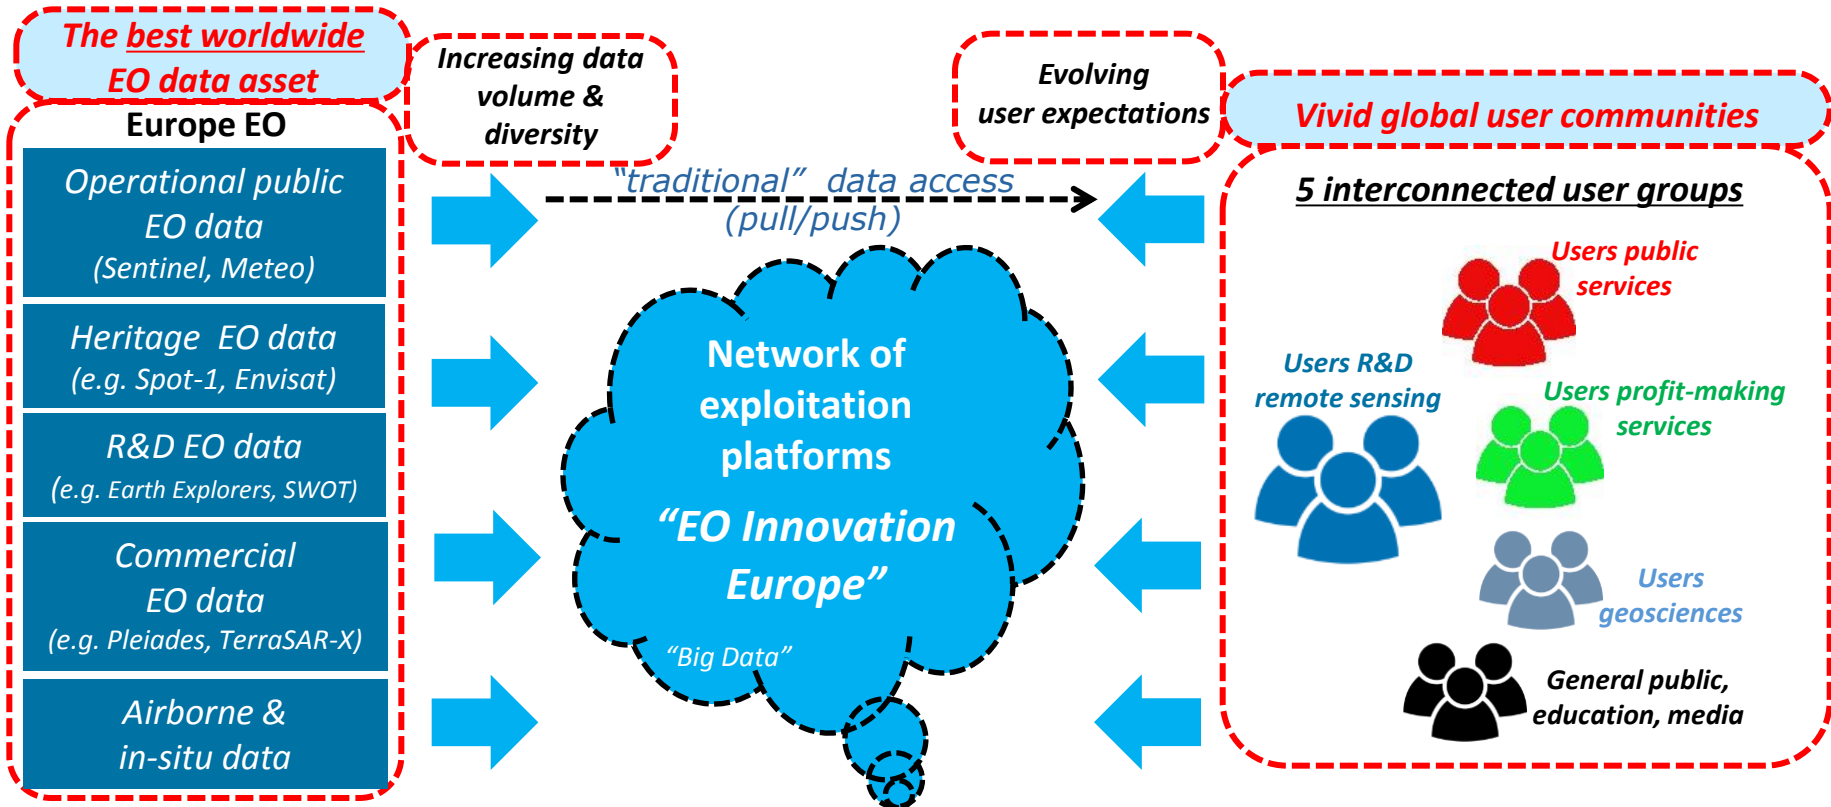 The best worldwide
EO data asset
Europe EO
Operational public
EO data
(Sentinel, Meteo)
Heritage EO data
(e.g. Spot-1, Envisat)
R&D EO data
(e.g. Earth Explorers, SWOT)
Commercial
EO data
(e.g. Pleiades, TerraSAR-X)
Airborne &
in-situ data
Increasing data
volume &
diversity
"traditional" data access
(pull/push)
Network of
exploitation
platforms
“EO Innovation
Europe”
“Big Data”
Evolving
user expectations
Vivid global user communities
5 interconnected user groups
Users public
services
Users R&D
remote sensing
Users profit-making
services
Users
geosciences
General public,
education, media